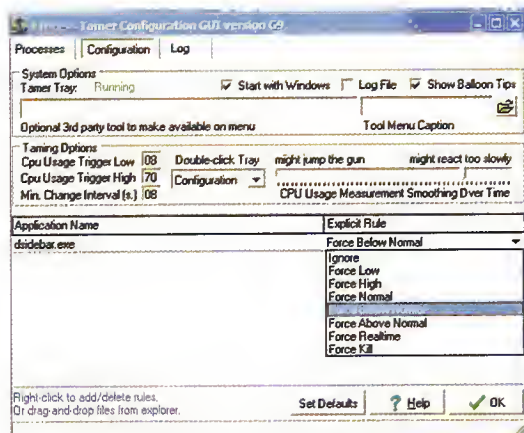 Tamer Configuration GUI version G9
Processes Configuration Log
System Options
Tamer Tray: Running Start with Windows Log File Show Balloon Tips
Optional 3rd party tool to make available on menu Tool Menu Caption
Taming Options
Cpu Usage Trigger Low 08 Double-click Tray might jump the gun might react too slowly
Cpu Usage Trigger High 70 Configuration
Min. Change Interval (s.) 08 CPU Usage Measurement Smoothing Over Time
Application Name Explicit Rule
dsidebar.exe Force Below Normal
Ignore
Force Low
Force High
Force Normal
Force Below Normal
Force Above Normal
Force Realtime
Force Kill
Right-click to add/delete rules.
Or drag-and-drop files from explorer.
Set Defaults Help OK